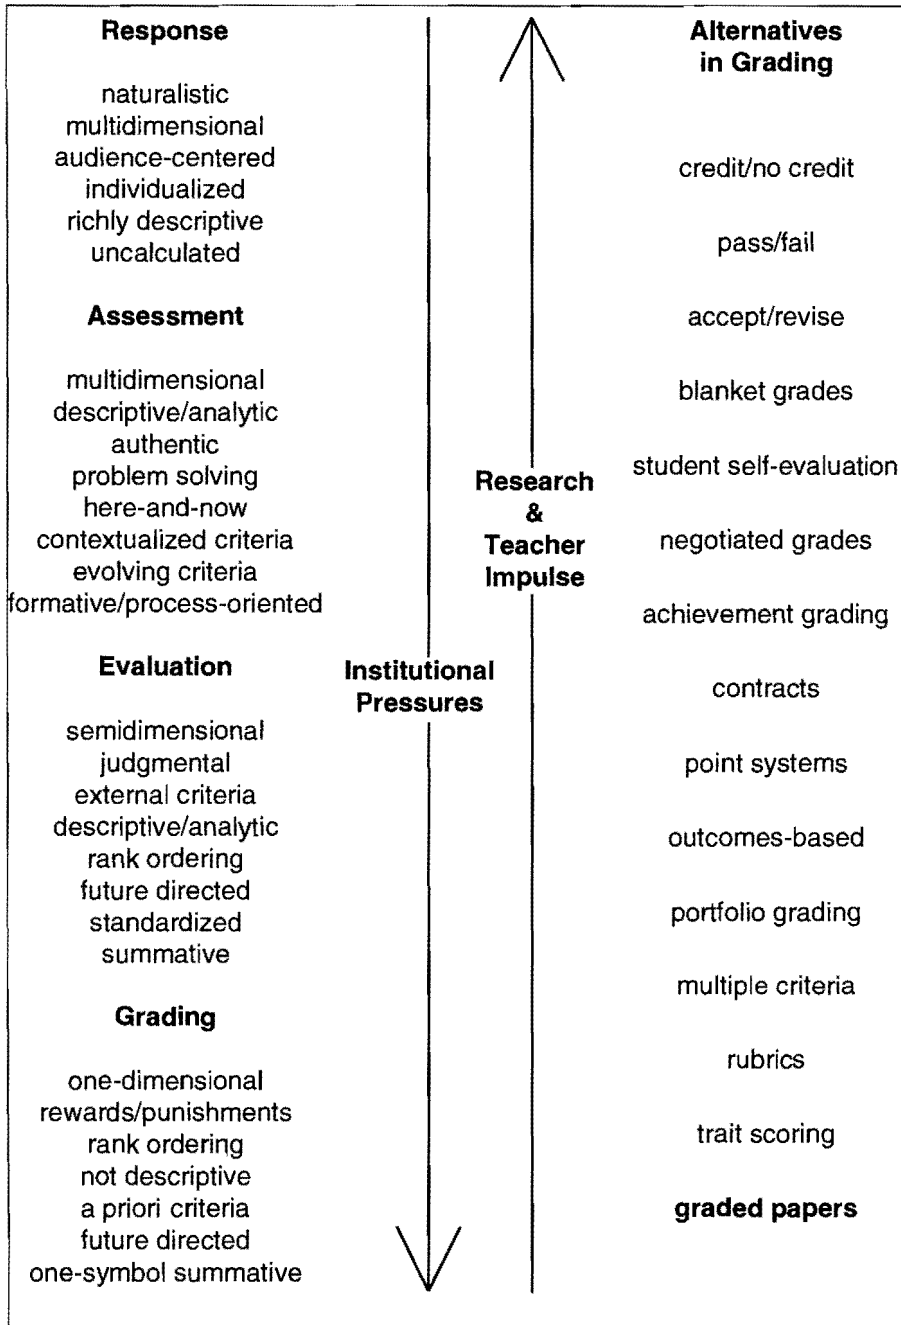 Response
naturalistic
multidimensional
audience-centered
individualized
richly descriptive
uncalculated
Assessment
multidimensional
descriptive/analytic
authentic
problem solving
here-and-now
contextualized criteria
evolving criteria
formative/process-oriented
Evaluation
semidimensional
judgmental
external criteria
descriptive/analytic
rank ordering
future directed
standardized
summative
Grading
one-dimensional
rewards/punishments
rank ordering
not descriptive
a priori criteria
future directed
one-symbol summative
Institutional
Pressures
Research
&
Teacher
Impulse
Alternatives
in Grading
credit/no credit
pass/fail
accept/revise
blanket grades
student self-evaluation
negotiated grades
achievement grading
contracts
point systems
outcomes-based
portfolio grading
multiple criteria
rubrics
trait scoring
graded papers